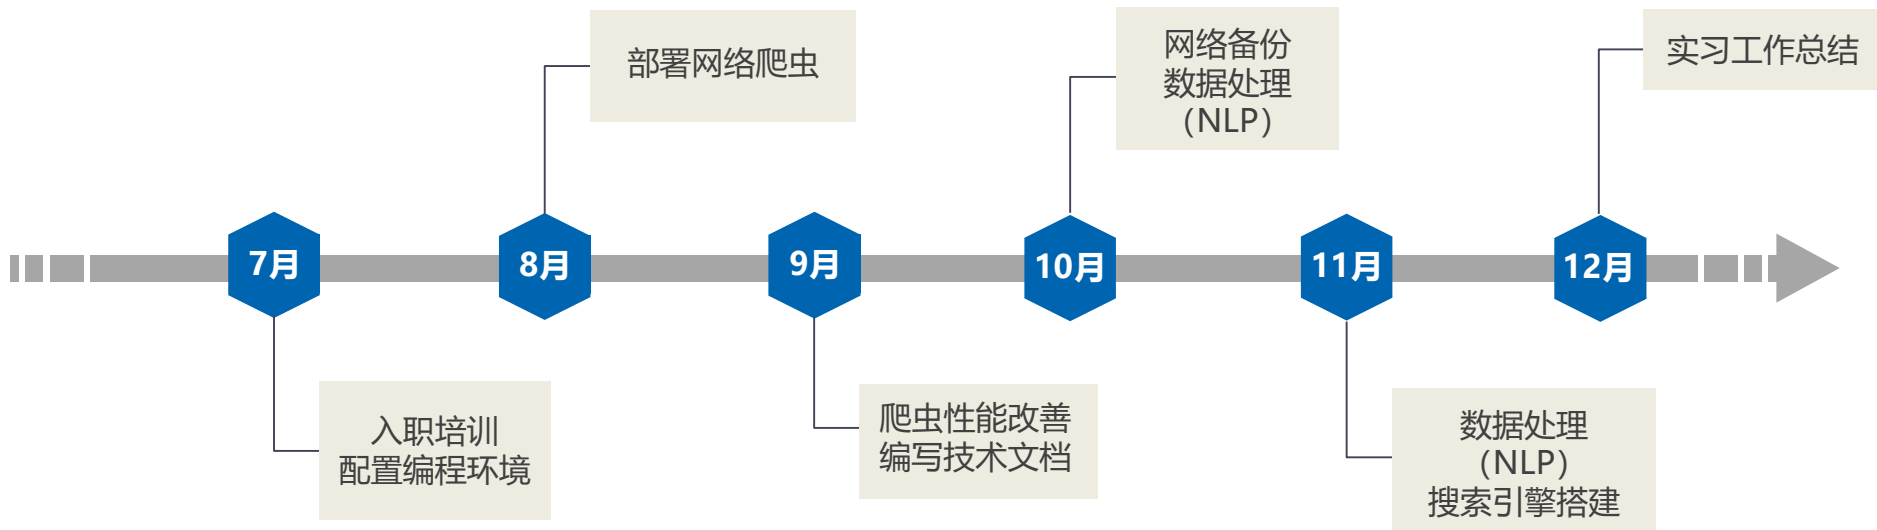 部署网络爬虫
网络备份
数据处理
（NLP）
实习工作总结
7月
8月
9月
10月
11月
12月
入职培训
配置编程环境
爬虫性能改善
编写技术文档
数据处理
（NLP）
搜索引擎搭建